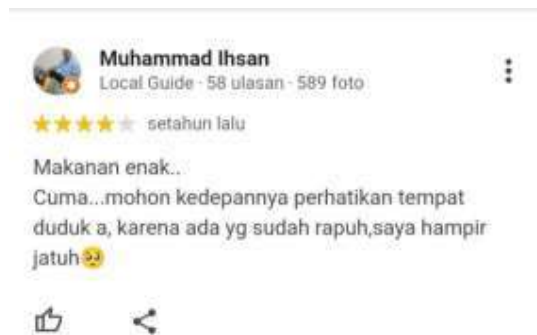 Muhammad Ihsan
Local Guide · 58 ulasan · 589 foto
setahun lalu
Makanan enak..
Cuma...mohon kedepannya perhatikan tempat
duduk a, karena ada yg sudah rapuh,saya hampir
jatuh🥺